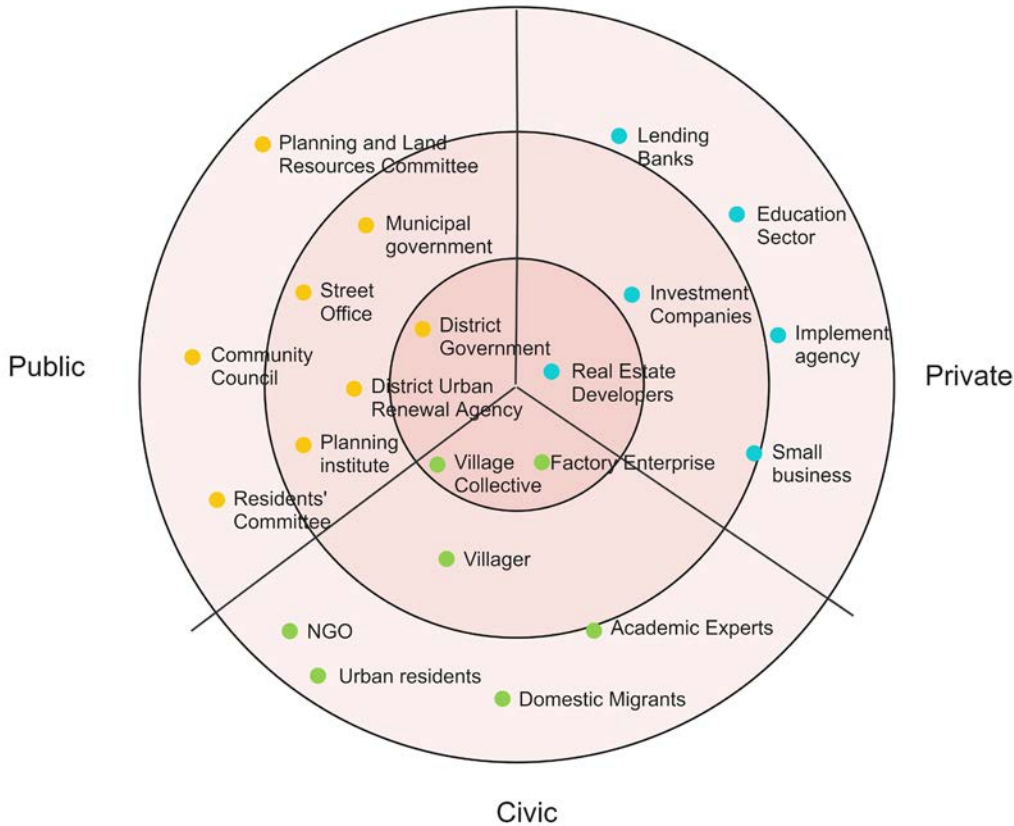 Planning and Land
Resources Committee
Lending
Banks
Municipal
government
Education
Sector
Street
Office
Investment
Companies
District
Government
Implement
agency
Community
Council
Public
Real Estate
Developers
Private
District Urban
Renewal Agency
Planning
institute
Village
Collective
Factory Enterprise
Small
business
Residents'
Committee
Villager
NGO
Academic Experts
Urban residents
Domestic Migrants
Civic